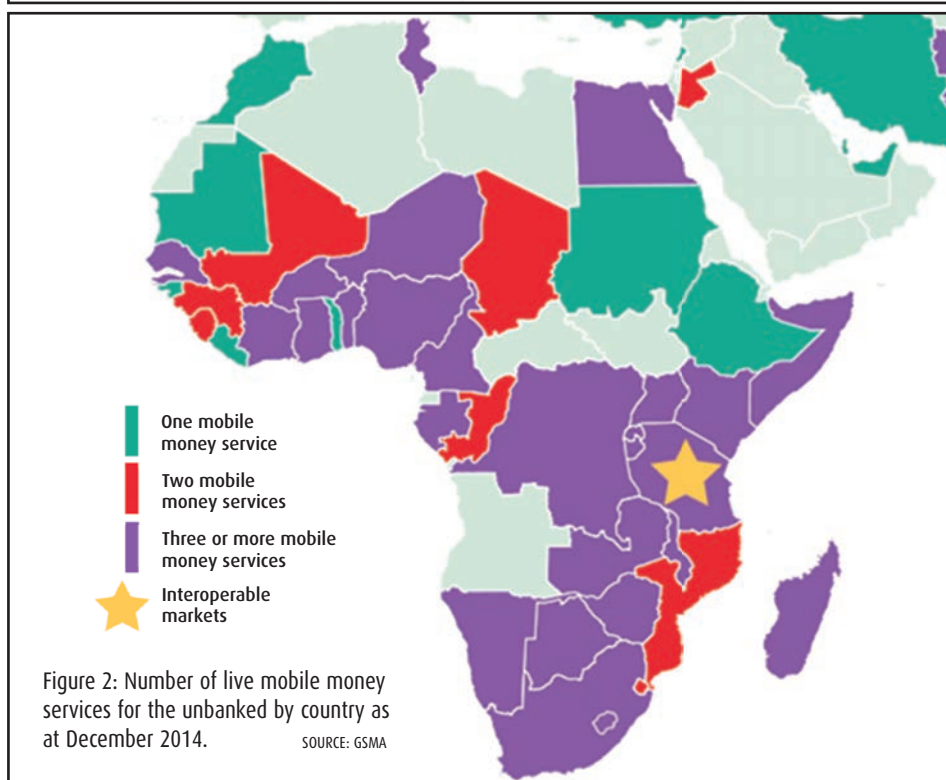 One mobile
money service
Two mobile
money services
Three or more mobile
money services
Interoperable
markets
Figure 2: Number of live mobile money
services for the unbanked by country as
at December 2014.
SOURCE: GSMA